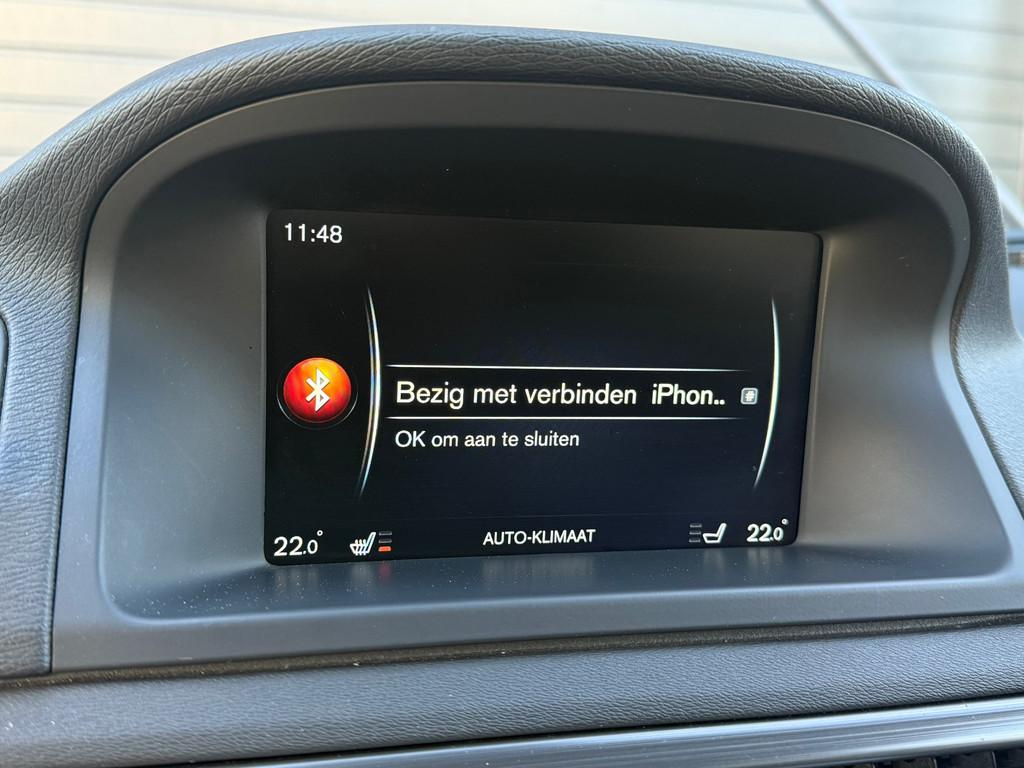 11:48
Bezig met verbinden iPhon..
OK om aan te sluiten
22.0° AUTO-KLIMAAT 22.0°